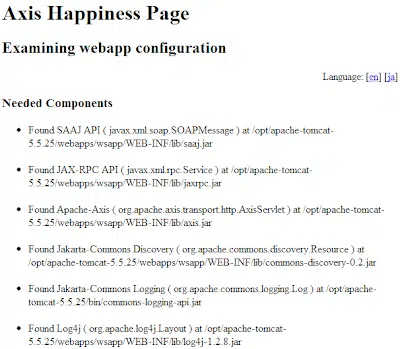 Axis Happiness Page
Examining webapp configuration
Language: [en] [ja]
Needed Components
• Found SAAJ API ( javax.xml.soap.SOAPMessage ) at /opt/apache-tomcat-
5.5.25/webapps/wsapp/WEB-INF/lib/saaj.jar
• Found JAX-RPC API ( javax.xml.rpc.Service ) at /opt/apache-tomcat-
5.5.25/webapps/wsapp/WEB-INF/lib/jaxrpc.jar
• Found Apache-Axis ( org.apache.axis.transport.http.AxisServlet ) at /opt/apache-tomcat-
5.5.25/webapps/wsapp/WEB-INF/lib/axis.jar
• Found Jakarta-Commons Discovery ( org.apache.commons.discovery.Resource ) at
/opt/apache-tomcat-5.5.25/webapps/wsapp/WEB-INF/lib/commons-discovery-0.2.jar
• Found Jakarta-Commons Logging ( org.apache.commons.logging.Log ) at /opt/apache-
tomcat-5.5.25/bin/commons-logging-api.jar
• Found Log4j ( org.apache.log4j.Layout ) at /opt/apache-tomcat-
5.5.25/webapps/wsapp/WEB-INF/lib/log4j-1.2.8.jar